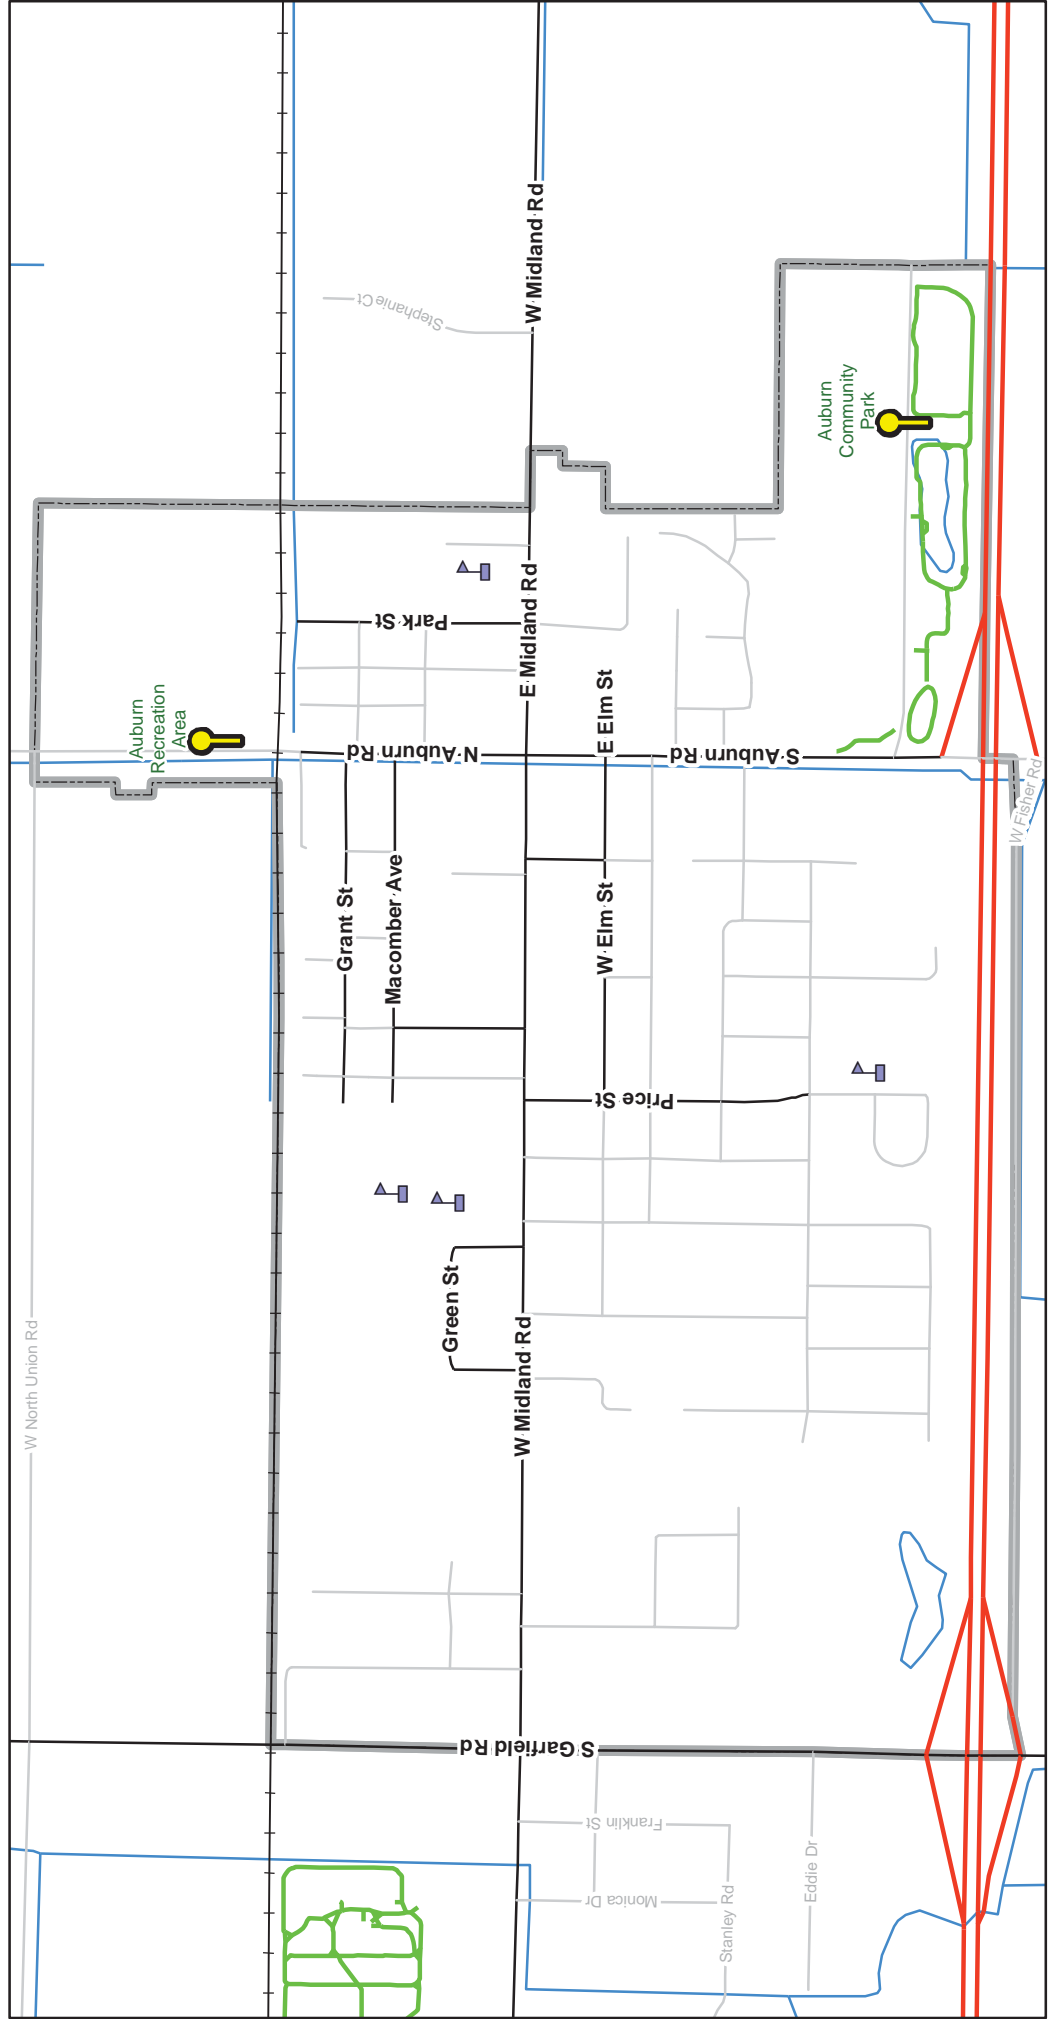 Stephanie Ct
W Midland Rd
Auburn
Community
Park
Park St
E Midland Rd
E Elm St
Auburn
Recreation
Area
N Auburn Rd
S Auburn Rd
W Fisher Rd
Grant St
Macomber Ave
W Elm St
Price St
Green St
W Midland Rd
W North Union Rd
S Garfield Rd
Franklin St
Monica Dr
Stanley Rd
Eddie Dr